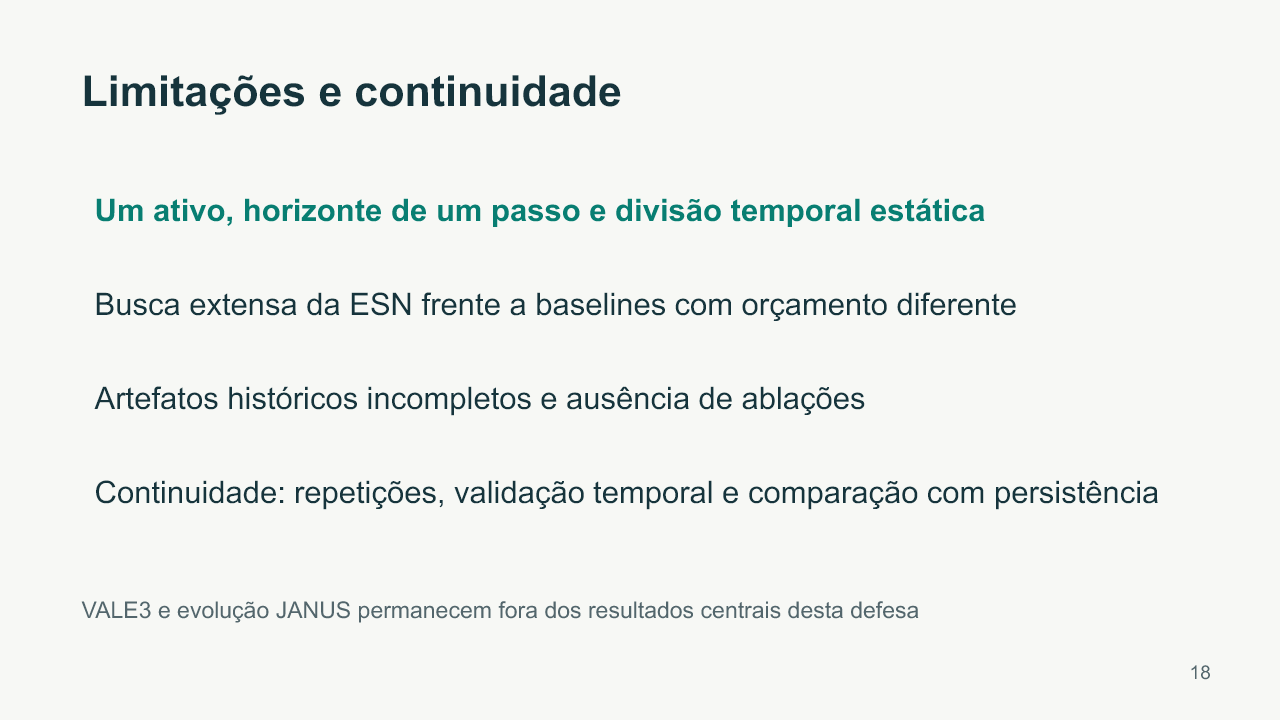 Limitações e continuidade
Um ativo, horizonte de um passo e divisão temporal estática
Busca extensa da ESN frente a baselines com orçamento diferente
Artefatos históricos incompletos e ausência de ablações
Continuidade: repetições, validação temporal e comparação com persistência
VALE3 e evolução JANUS permanecem fora dos resultados centrais desta defesa
18